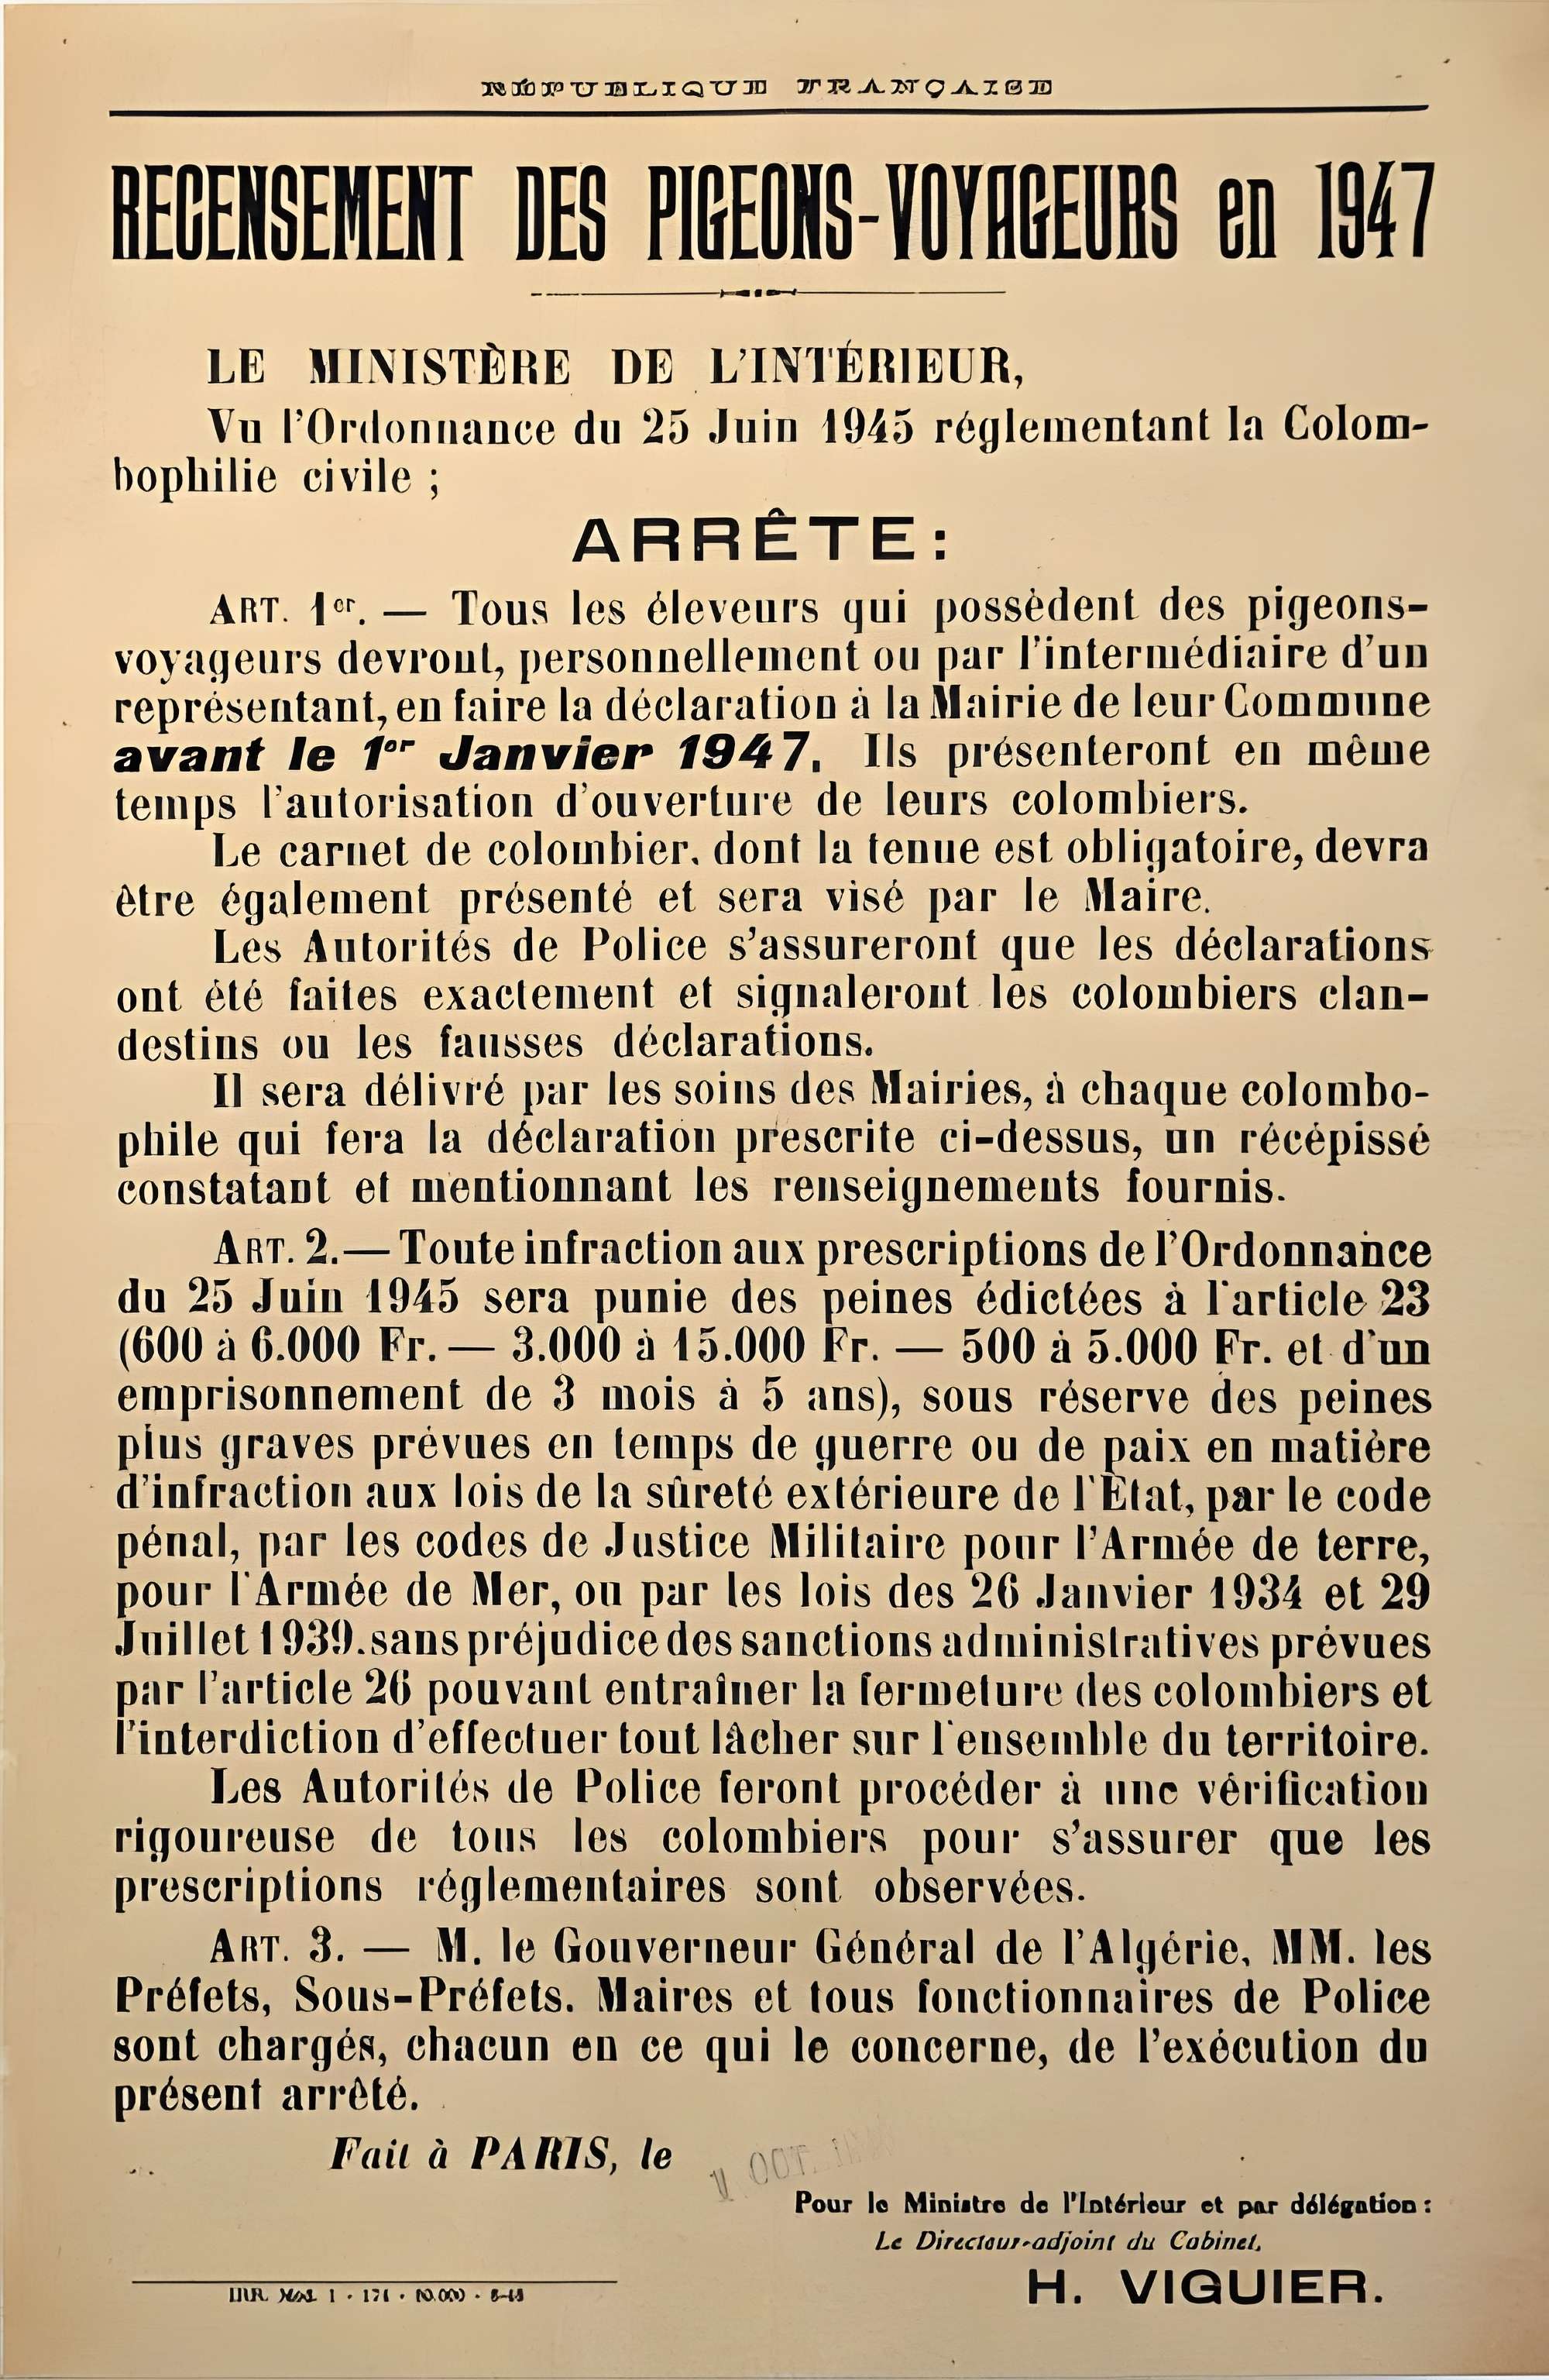 RÉPUBLIQUE FRANÇAISE
RECENSEMENT DES PIGEONS-VOYAGEURS en 1947
LE MINISTÈRE DE L'INTÉRIEUR,
Vu l'Ordonnance du 25 Juin 1945 réglementant la Colom-
bophilie civile ;
ARRÊTE:
ART. 1er. — Tous les éleveurs qui possèdent des pigeons-
voyageurs devront, personnellement ou par l'intermédiaire d'un
représentant, en faire la déclaration à la Mairie de leur Commune
avant le 1er Janvier 1947. Ils présenteront en même
temps l'autorisation d'ouverture de leurs colombiers.
Le carnet de colombier, dont la tenue est obligatoire, devra
être également présenté et sera visé par le Maire.
Les Autorités de Police s'assureront que les déclarations
ont été faites exactement et signaleront les colombiers clan-
destins ou les fausses déclarations.
Il sera délivré par les soins des Mairies, à chaque colombo-
phile qui fera la déclaration prescrite ci-dessus, un récépissé
constatant et mentionnant les renseignements fournis.
ART. 2.— Toute infraction aux prescriptions de l'Ordonnance
du 25 Juin 1945 sera punie des peines édictées à l'article 23
(600 à 6.000 Fr. — 3.000 à 15.000 Fr. — 500 à 5.000 Fr. et d'un
emprisonnement de 3 mois à 5 ans), sous réserve des peines
plus graves prévues en temps de guerre ou de paix en matière
d'infraction aux lois de la sûreté extérieure de l'Etat, par le code
pénal, par les codes de Justice Militaire pour l'Armée de terre,
pour l'Armée de Mer, ou par les lois des 26 Janvier 1934 et 29
Juillet 1939. sans préjudice des sanctions administratives prévues
par l'article 26 pouvant entraîner la fermeture des colombiers et
l'interdiction d'effectuer tout lâcher sur l'ensemble du territoire.
Les Autorités de Police feront procéder à une vérification
rigoureuse de tous les colombiers pour s'assurer que les
prescriptions réglementaires sont observées.
ART. 3. — M. le Gouverneur Général de l'Algérie, MM. les
Préfets, Sous-Préfets. Maires et tous fonctionnaires de Police
sont chargés, chacun en ce qui le concerne, de l'exécution du
présent arrêté.
Fait à PARIS, le
OCT.
Pour le Ministre de l'Intérieur et par délégation :
Le Directeur-adjoint du Cabinet,
H. VIGUIER.